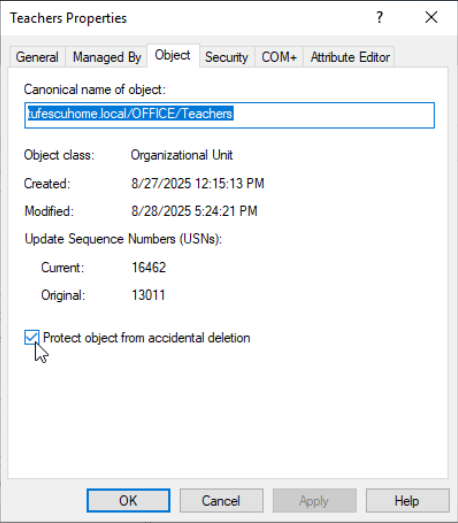 Teachers Properties ? X
General Managed By Object Security COM+ Attribute Editor
Canonical name of object:
tufescuhome.local/OFFICE/Teachers
Object class: Organizational Unit
Created: 8/27/2025 12:15:13 PM
Modified: 8/28/2025 5:24:21 PM
Update Sequence Numbers (USNs):
Current: 16462
Original: 13011
Protect object from accidental deletion
OK Cancel Apply Help